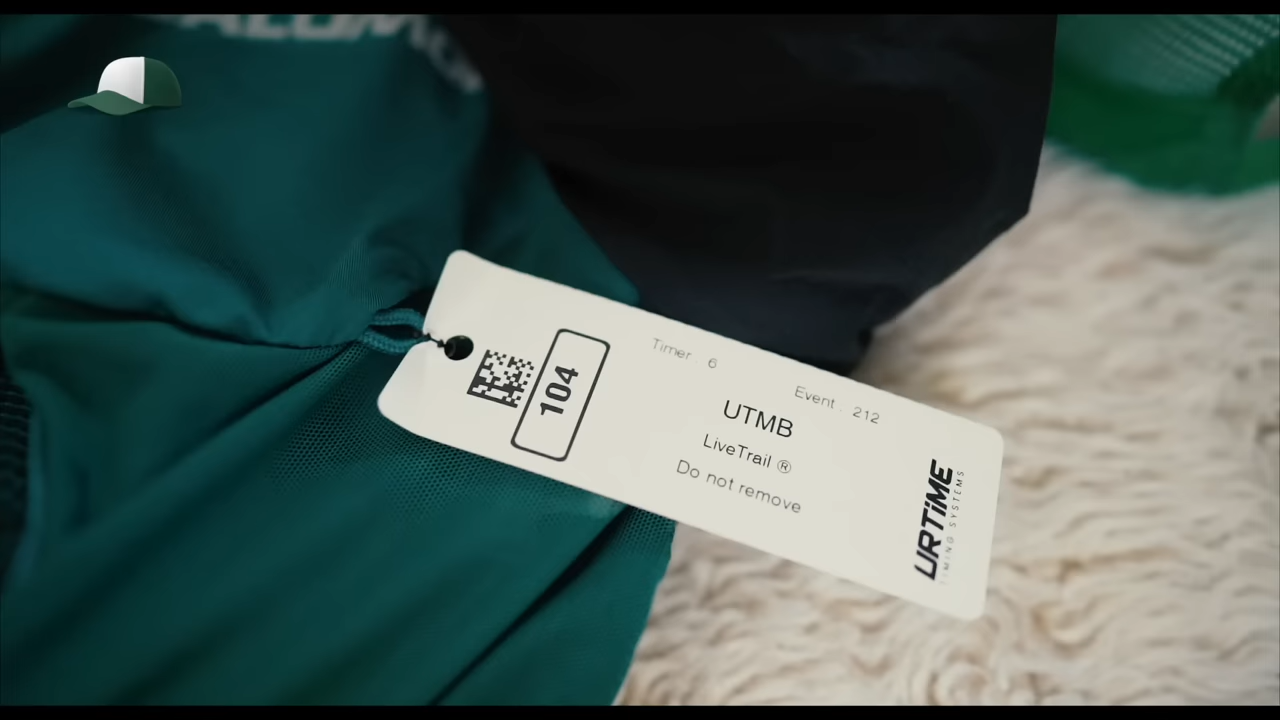 104
Timer . 6
Event . 212
UTMB
LiveTrail ®
Do not remove
URTiME
TIMING SYSTEMS